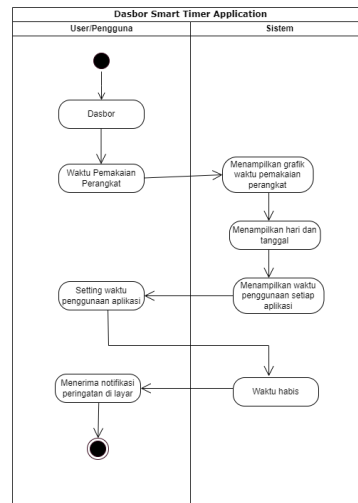 Dasbor Smart Timer Application
User/Pengguna
Sistem
Dasbor
Waktu Pemakaian
Perangkat
Menampilkan grafik
waktu pemakaian
perangkat
Menampilkan hari dan
tanggal
Menampilkan waktu
penggunaan setiap
aplikasi
Setting waktu
penggunaan aplikasi
Waktu habis
Menerima notifikasi
peringatan di layar